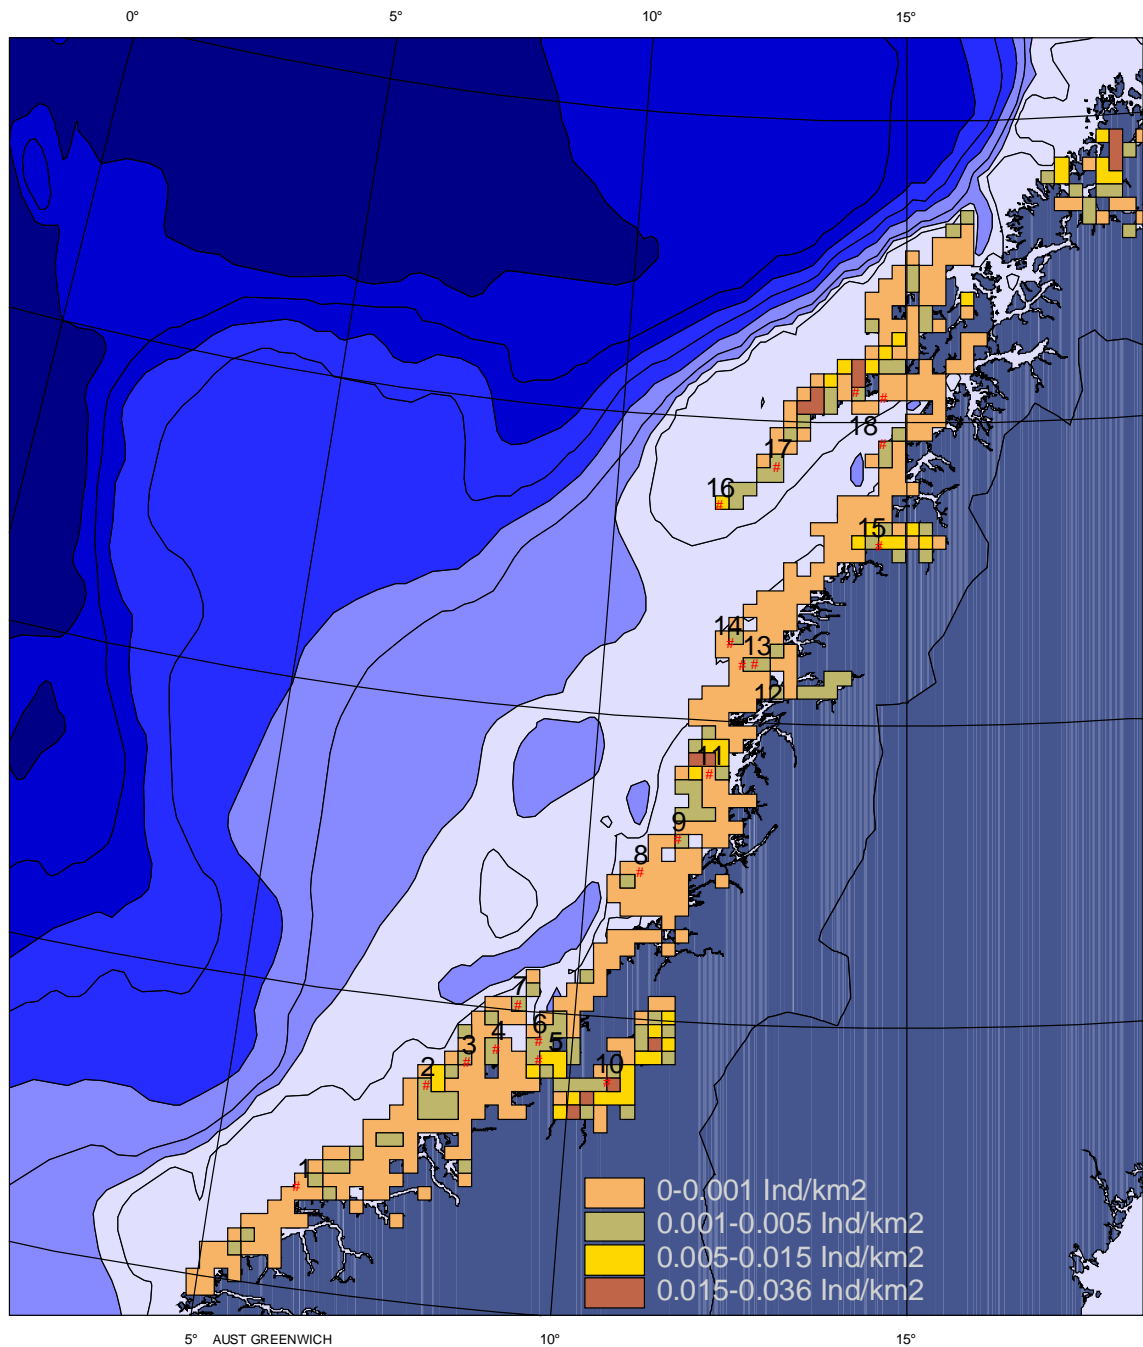 0° 5° 10° 15°
18
17
16
15
14
13
12
11
9
8
7
6
4 5
3
2 10
1
0-0.001 Ind/km2
0.001-0.005 Ind/km2
0.005-0.015 Ind/km2
0.015-0.036 Ind/km2
5° AUST GREENWICH 10° 15°